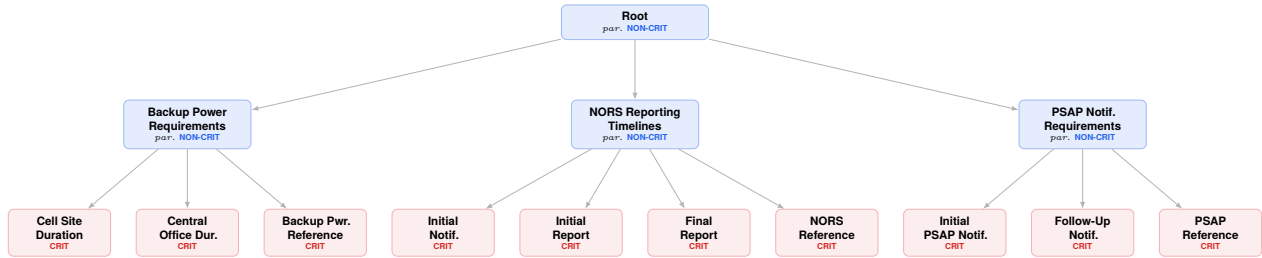 Root
par. NON-CRIT
Backup Power
Requirements
par. NON-CRIT
NORS Reporting
Timelines
par. NON-CRIT
PSAP Notif.
Requirements
par. NON-CRIT
Cell Site
Duration
CRIT
Central
Office Dur.
CRIT
Backup Pwr.
Reference
CRIT
Initial
Notif.
CRIT
Initial
Report
CRIT
Final
Report
CRIT
NORS
Reference
CRIT
Initial
PSAP Notif.
CRIT
Follow-Up
Notif.
CRIT
PSAP
Reference
CRIT